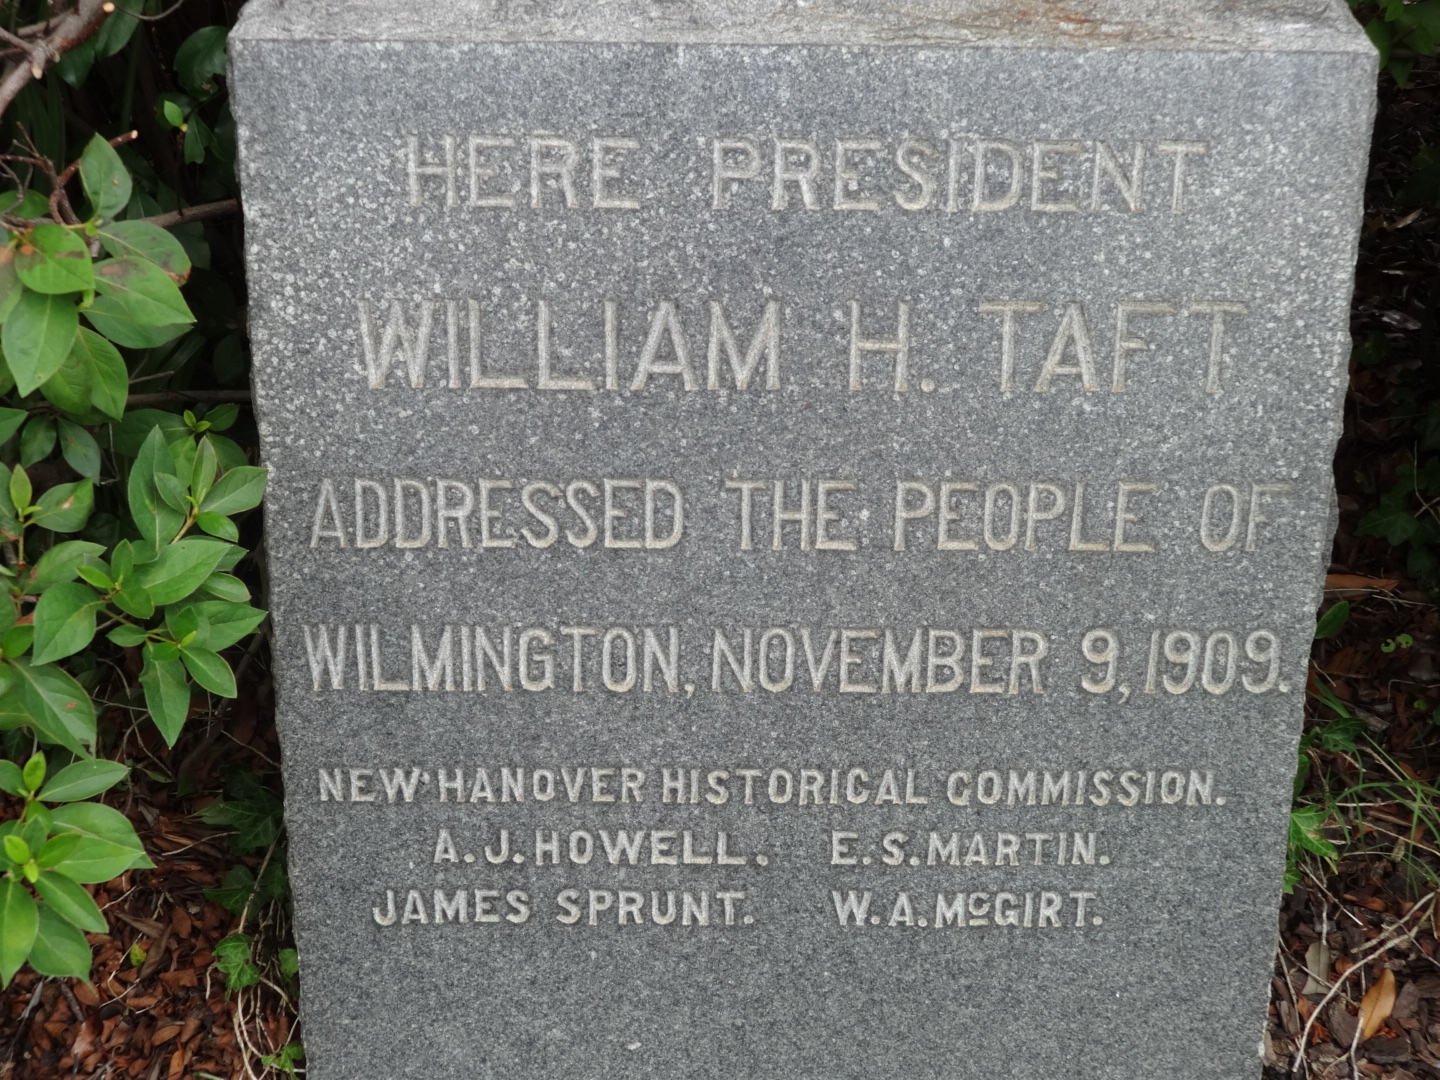 HERE PRESIDENT
WILLIAM H. TAFT
ADDRESSED THE PEOPLE OF
WILMINGTON, NOVEMBER 9, 1909.
NEW HANOVER HISTORICAL COMMISSION.
A. J. HOWELL. E. S. MARTIN.
JAMES SPRUNT. W. A. McGIRT.